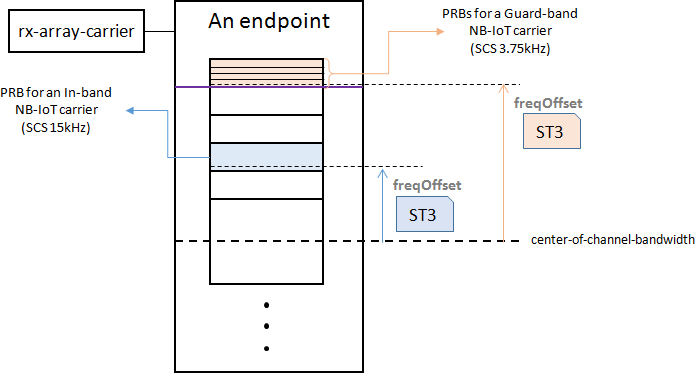 An endpoint
rx-array-carrier
PRBs for a Guard-band
NB-IoT carrier
(SCS 3.75kHz)
PRB for an In-band
NB-IoT carrier
(SCS 15kHz)
freqOffset
ST3
freqOffset
ST3
center-of-channel-bandwidth